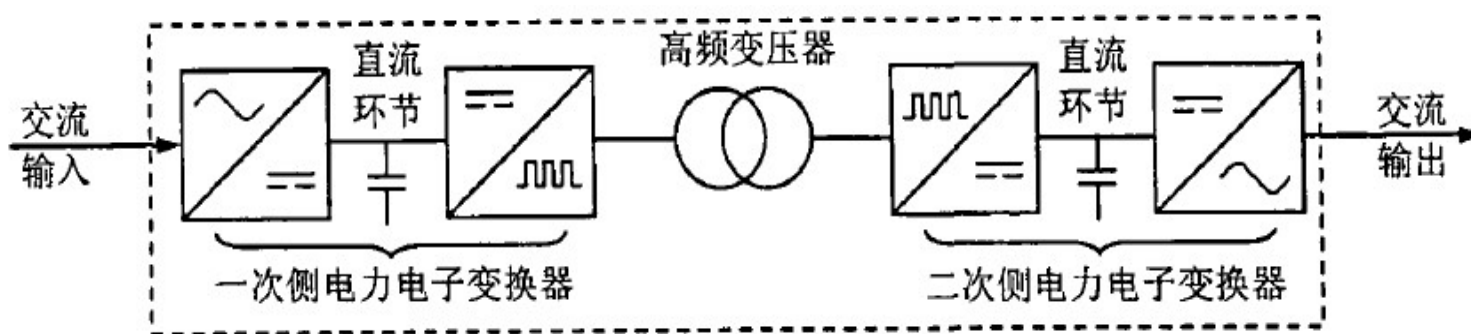 交流
输入
直流
环节
高频变压器
直流
环节
交流
输出
一次侧电力电子变换器
二次侧电力电子变换器